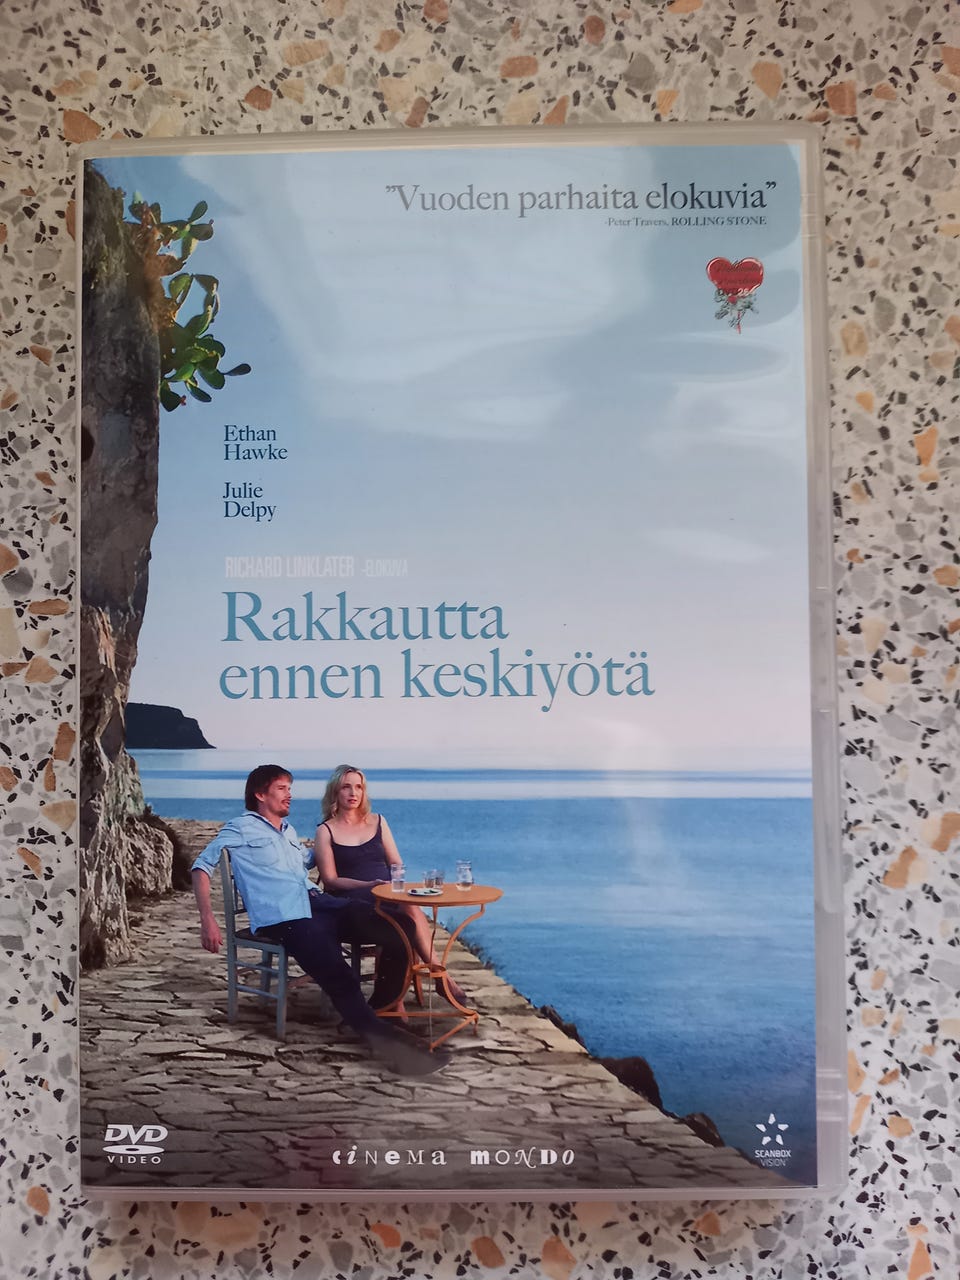 "Vuoden parhaita elokuvia"
-Peter Travers, ROLLING STONE
Ethan
Hawke
Julie
Delpy
RICHARD LINKLATER -ELOKUVA
Rakkautta
ennen keskiyötä
DVD
VIDEO
CINEMA MONDO
SCANBOX
VISION